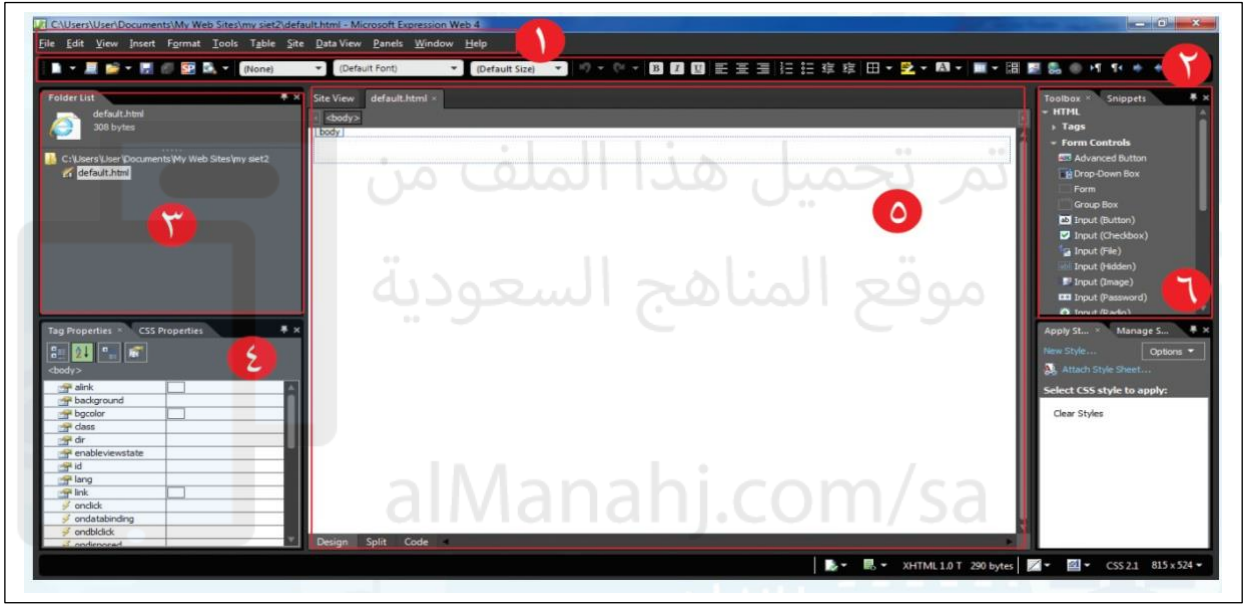 C:\Users\User\Documents\My Web Sites\my siet2\default.html - Microsoft Expression Web 4
File Edit View Insert Format Tools Table Site Data View Panels Window Help
١
(None) (Default Font) (Default Size) B I U A
٢
Folder List
default.html
308 bytes
C:\Users\User\Documents\My Web Sites\my siet2
default.html
٣
Tag Properties CSS Properties
٤
<body>
alink
background
bgcolor
class
dir
enableviewstate
id
lang
link
onclick
ondatabinding
ondblclick
ondisposed
Site View default.html
<body>
body
تم تحميل هذا الملف من
٥
موقع المناهج السعودية
alManahj.com/sa
Design Split Code
Toolbox Snippets
HTML
Tags
Form Controls
Advanced Button
Drop-Down Box
Form
Group Box
Input (Button)
Input (Checkbox)
Input (File)
Input (Hidden)
Input (Image)
Input (Password)
Input (Radio)
٦
Apply St... Manage S...
New Style... Options
Attach Style Sheet...
Select CSS style to apply:
Clear Styles
XHTML 1.0 T 290 bytes CSS 2.1 815 x 524